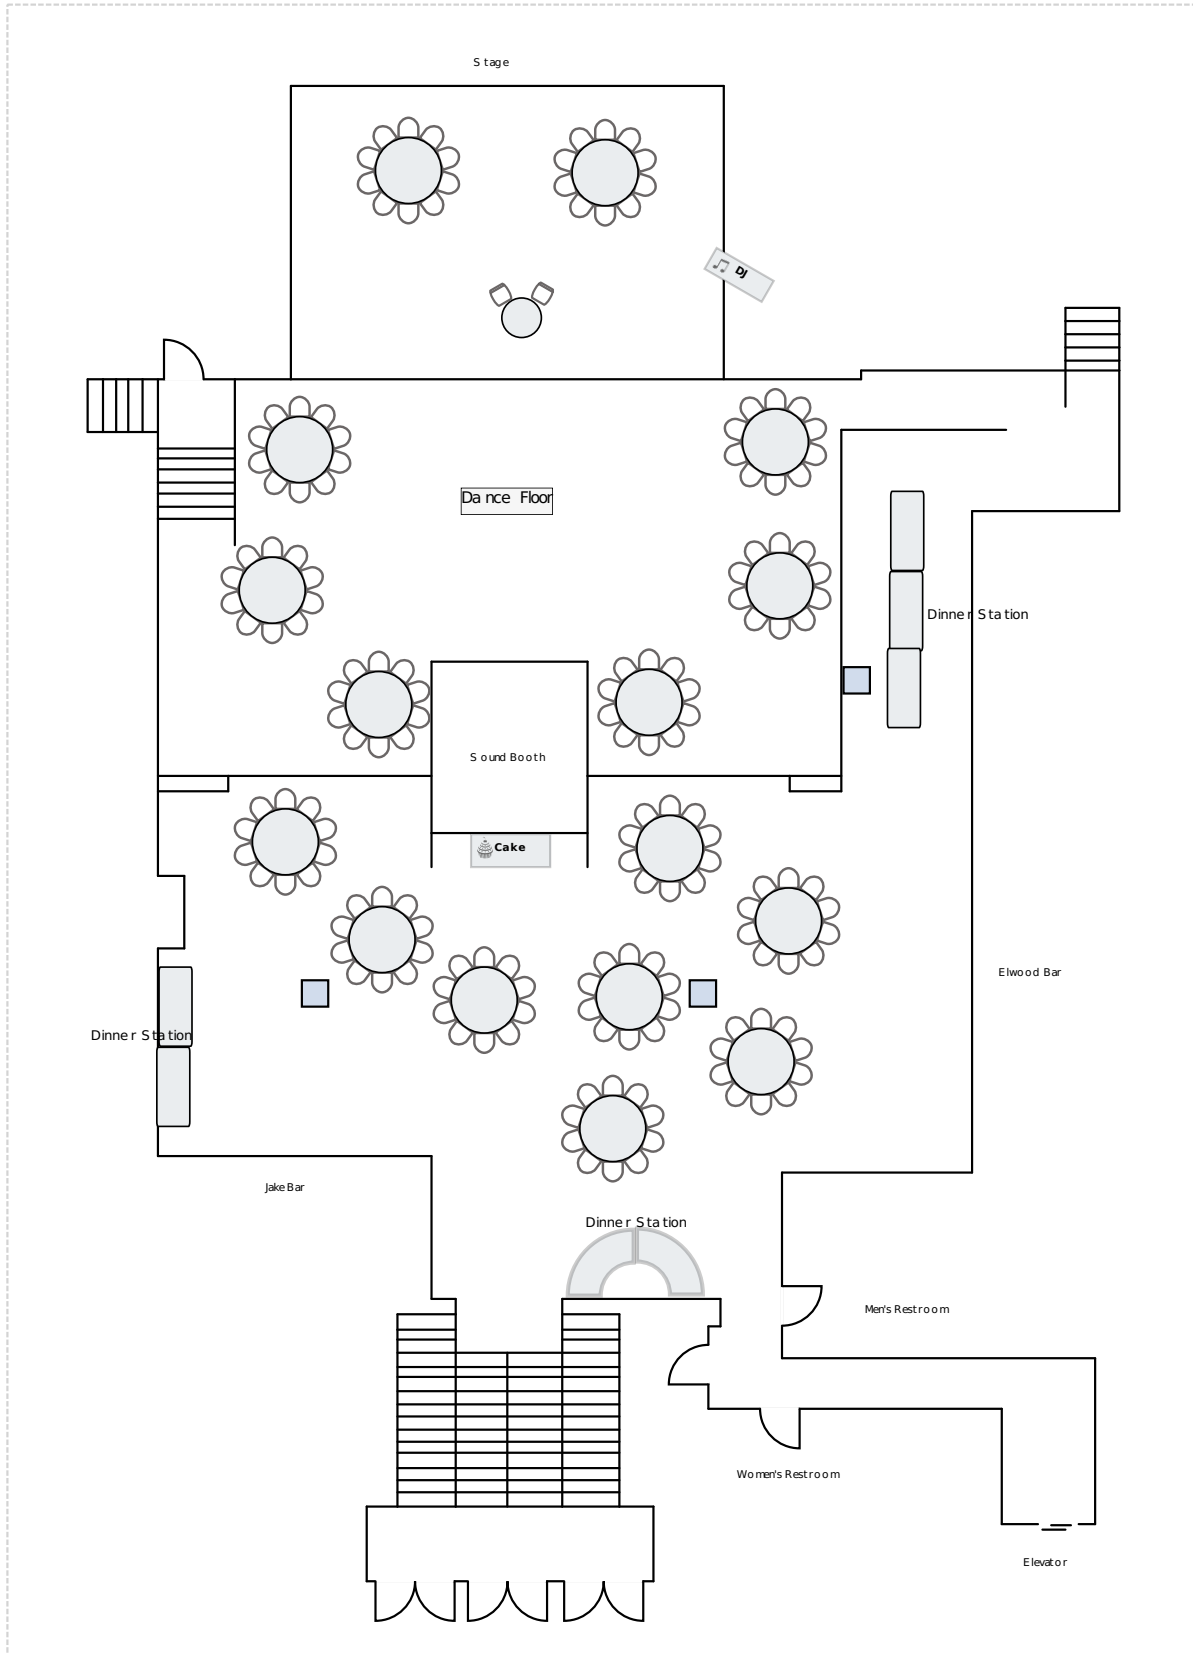 Stage
DJ
Dance Floor
Dinner Station
Sound Booth
Cake
Elwood Bar
Dinner Station
Jake Bar
Dinner Station
Men's Restroom
Women's Restroom
Elevator